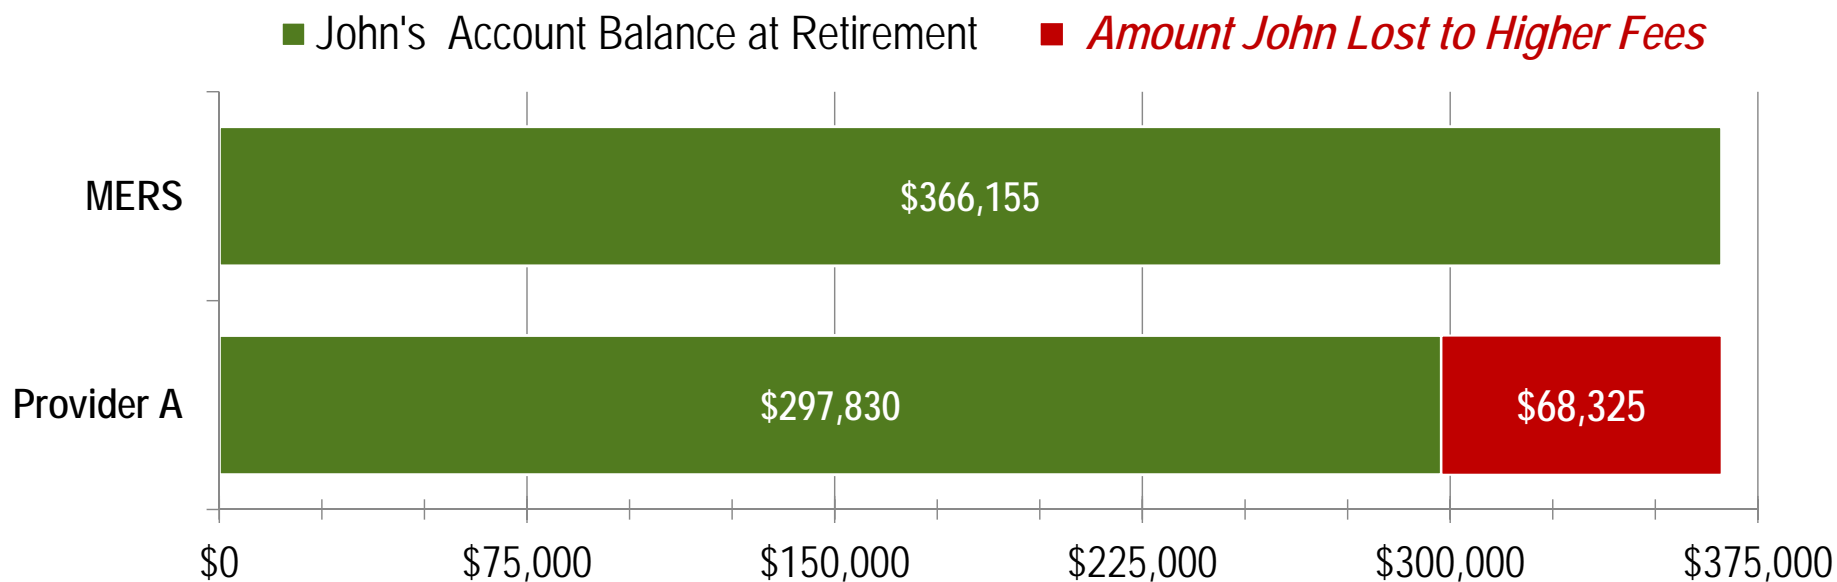 John's Account Balance at Retirement Amount John Lost to Higher Fees
MERS $366,155
Provider A $297,830 $68,325
$0 $75,000 $150,000 $225,000 $300,000 $375,000